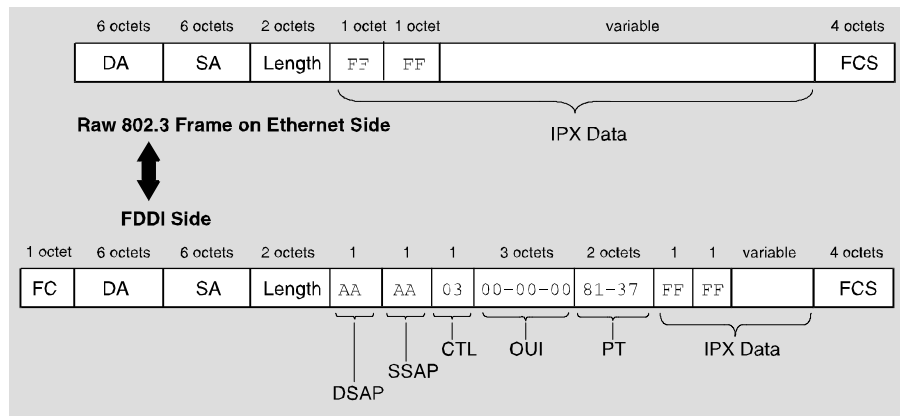 6 octets 6 octets 2 octets 1 octet 1 octet variable 4 octets
DA SA Length FF FF FCS
IPX Data
Raw 802.3 Frame on Ethernet Side
FDDI Side
1 octet 6 octets 6 octets 2 octets 1 1 1 3 octets 2 octets 1 1 variable 4 octets
FC DA SA Length AA AA 03 00-00-00 81-37 FF FF FCS
CTL OUI PT IPX Data
SSAP
DSAP